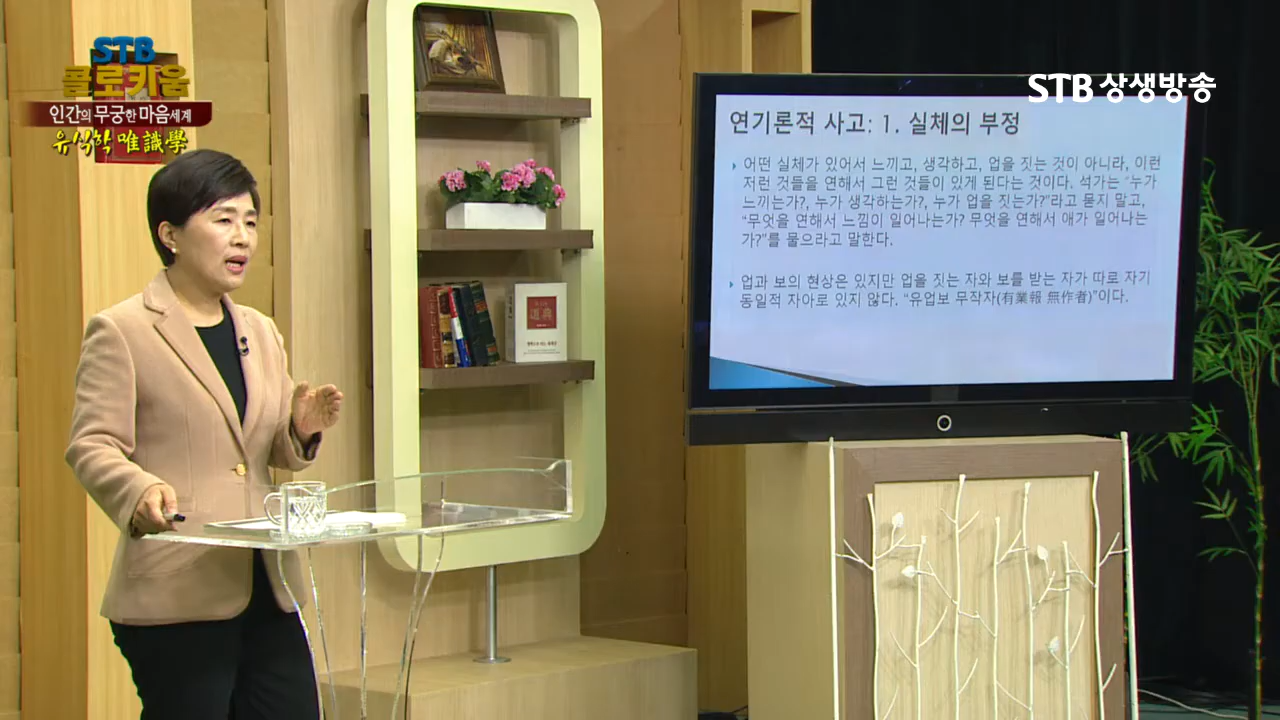 STB
콜로키움
인간의 무궁한 마음세계
유식학 唯識學
STB 상생방송
연기론적 사고: 1. 실체의 부정
어떤 실체가 있어서 느끼고, 생각하고, 업을 짓는 것이 아니라, 이런
저런 것들을 연해서 그런 것들이 있게 된다는 것이다. 석가는 “누가
느끼는가?, 누가 생각하는가?, 누가 업을 짓는가?”라고 묻지 말고,
“무엇을 연해서 느낌이 일어나는가? 무엇을 연해서 애가 일어나는
가?”를 물으라고 말한다.
업과 보의 현상은 있지만 업을 짓는 자와 보를 받는 자가 따로 자기
동일적 자아로 있지 않다. “유업보 무작자(有業報 無作者)”이다.
道典